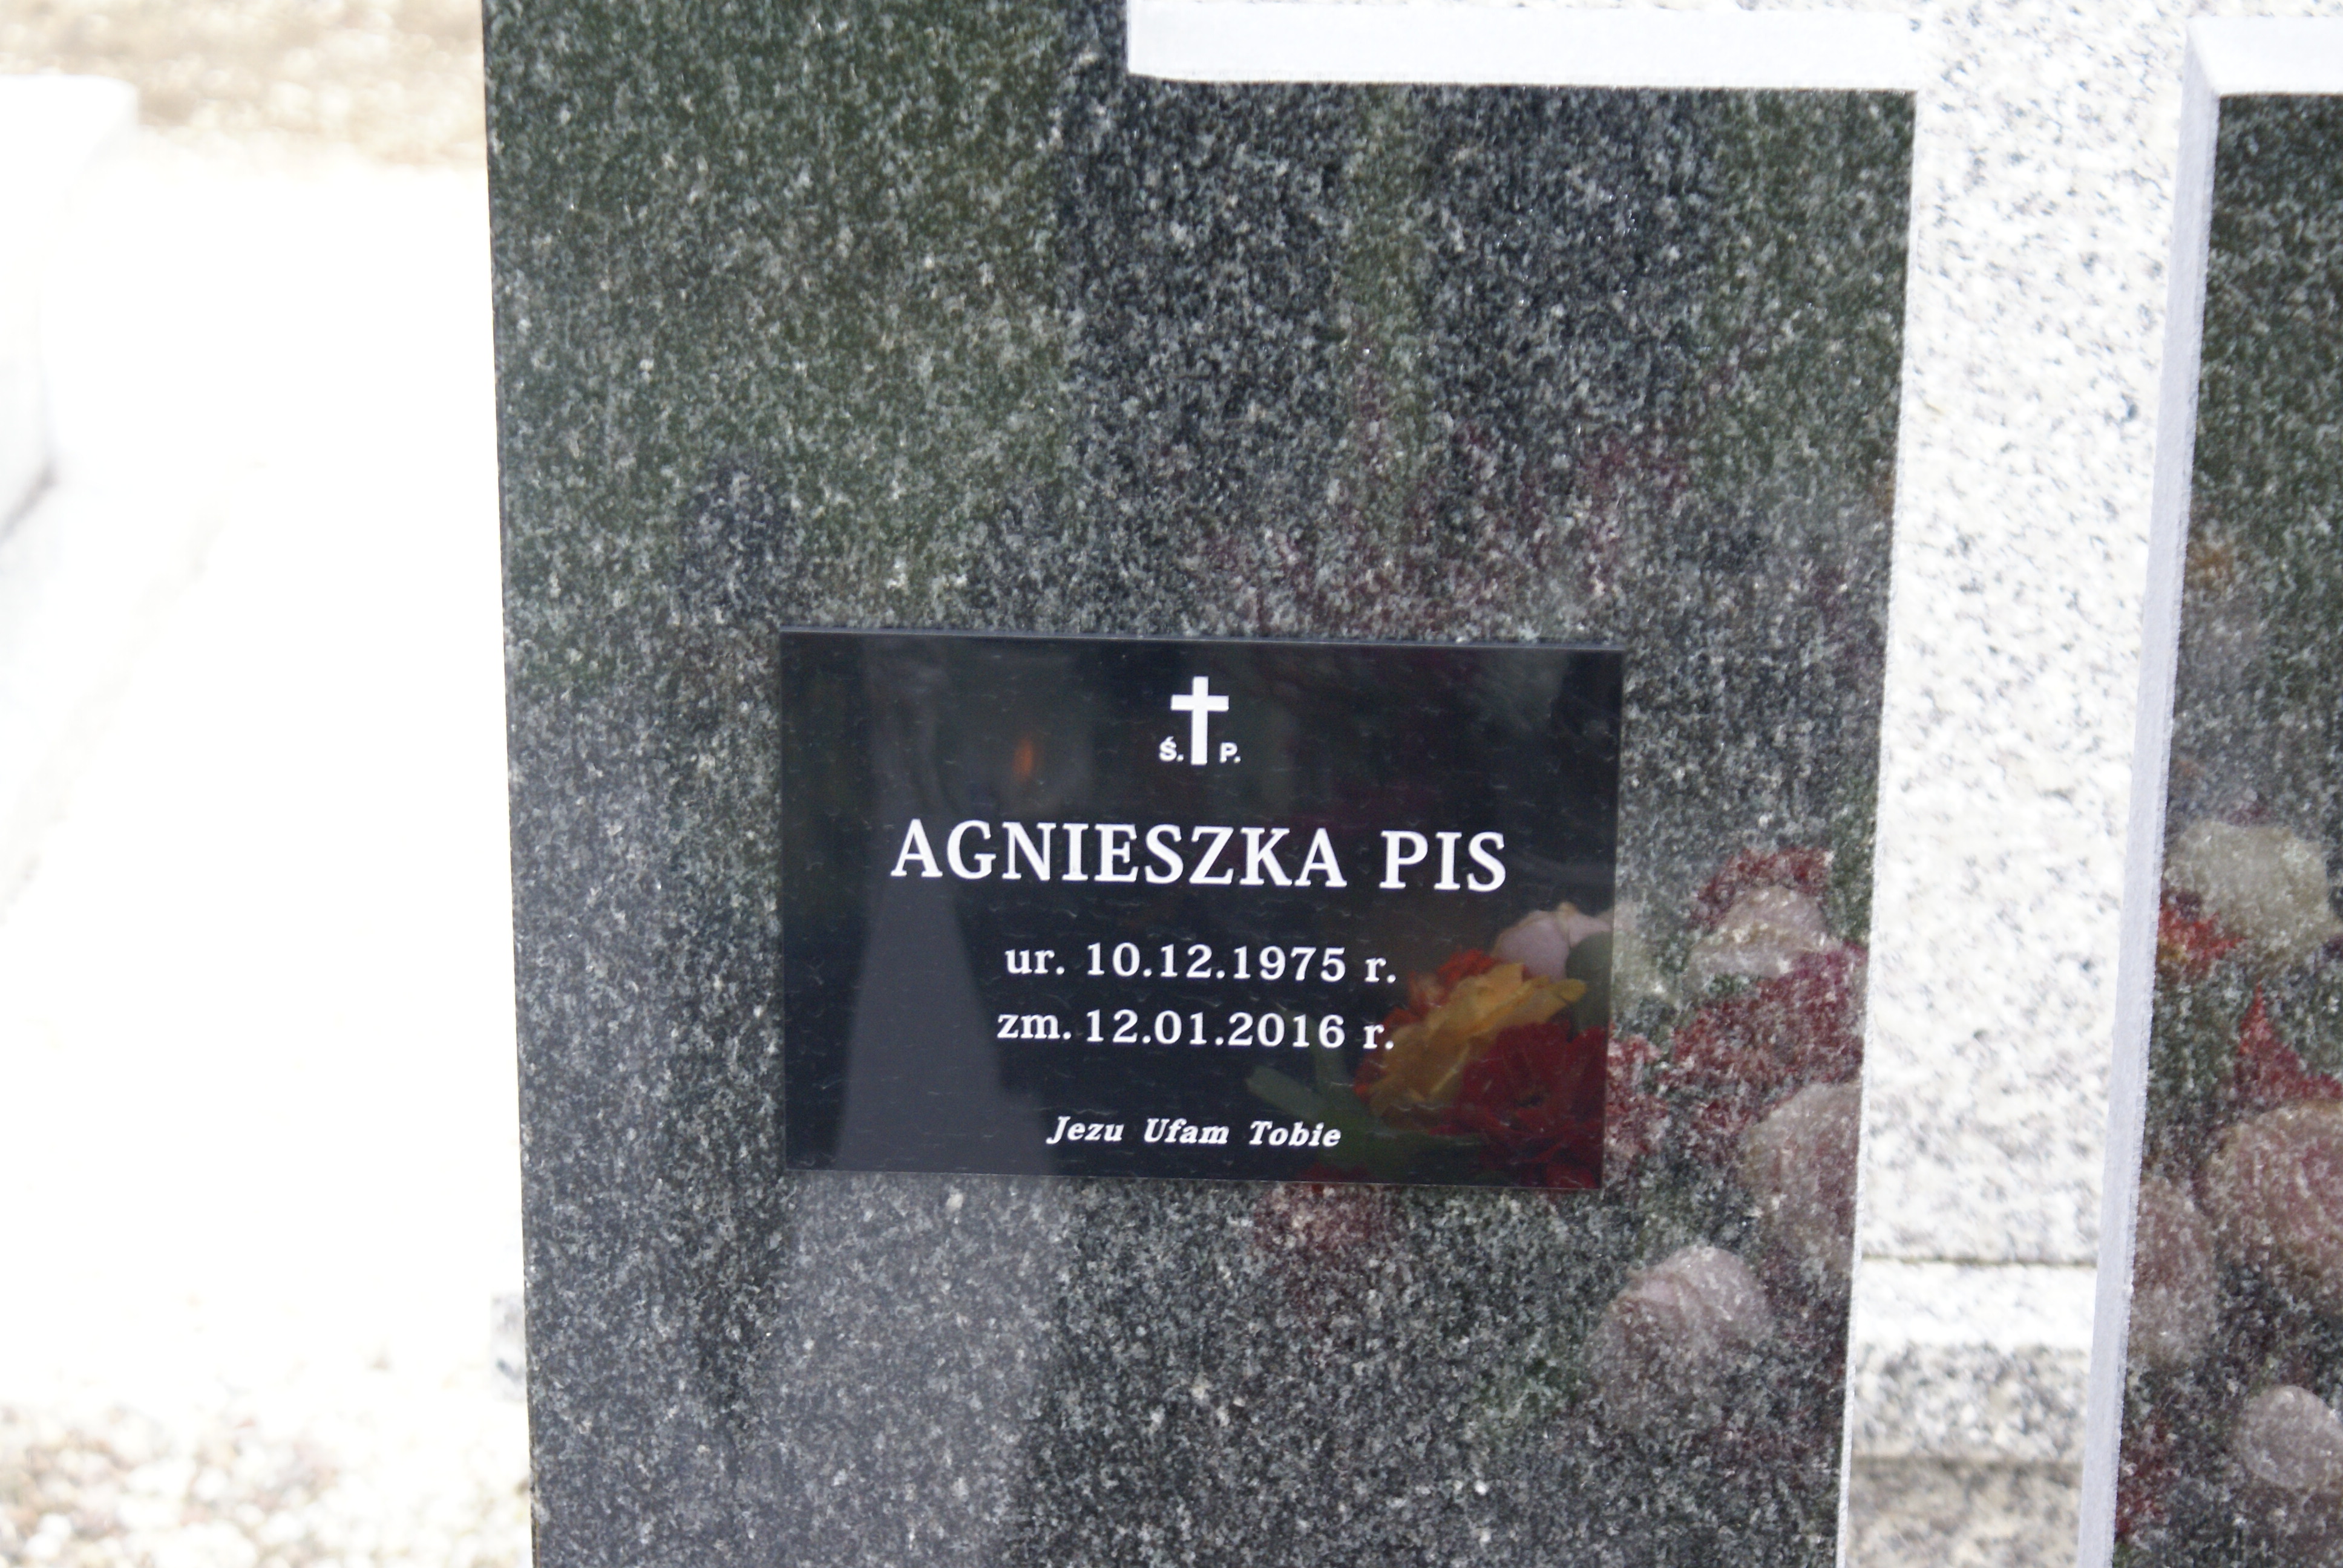 Ś. P.
AGNIESZKA PIS
ur. 10.12.1975 r.
zm. 12.01.2016 r.
Jezu Ufam Tobie